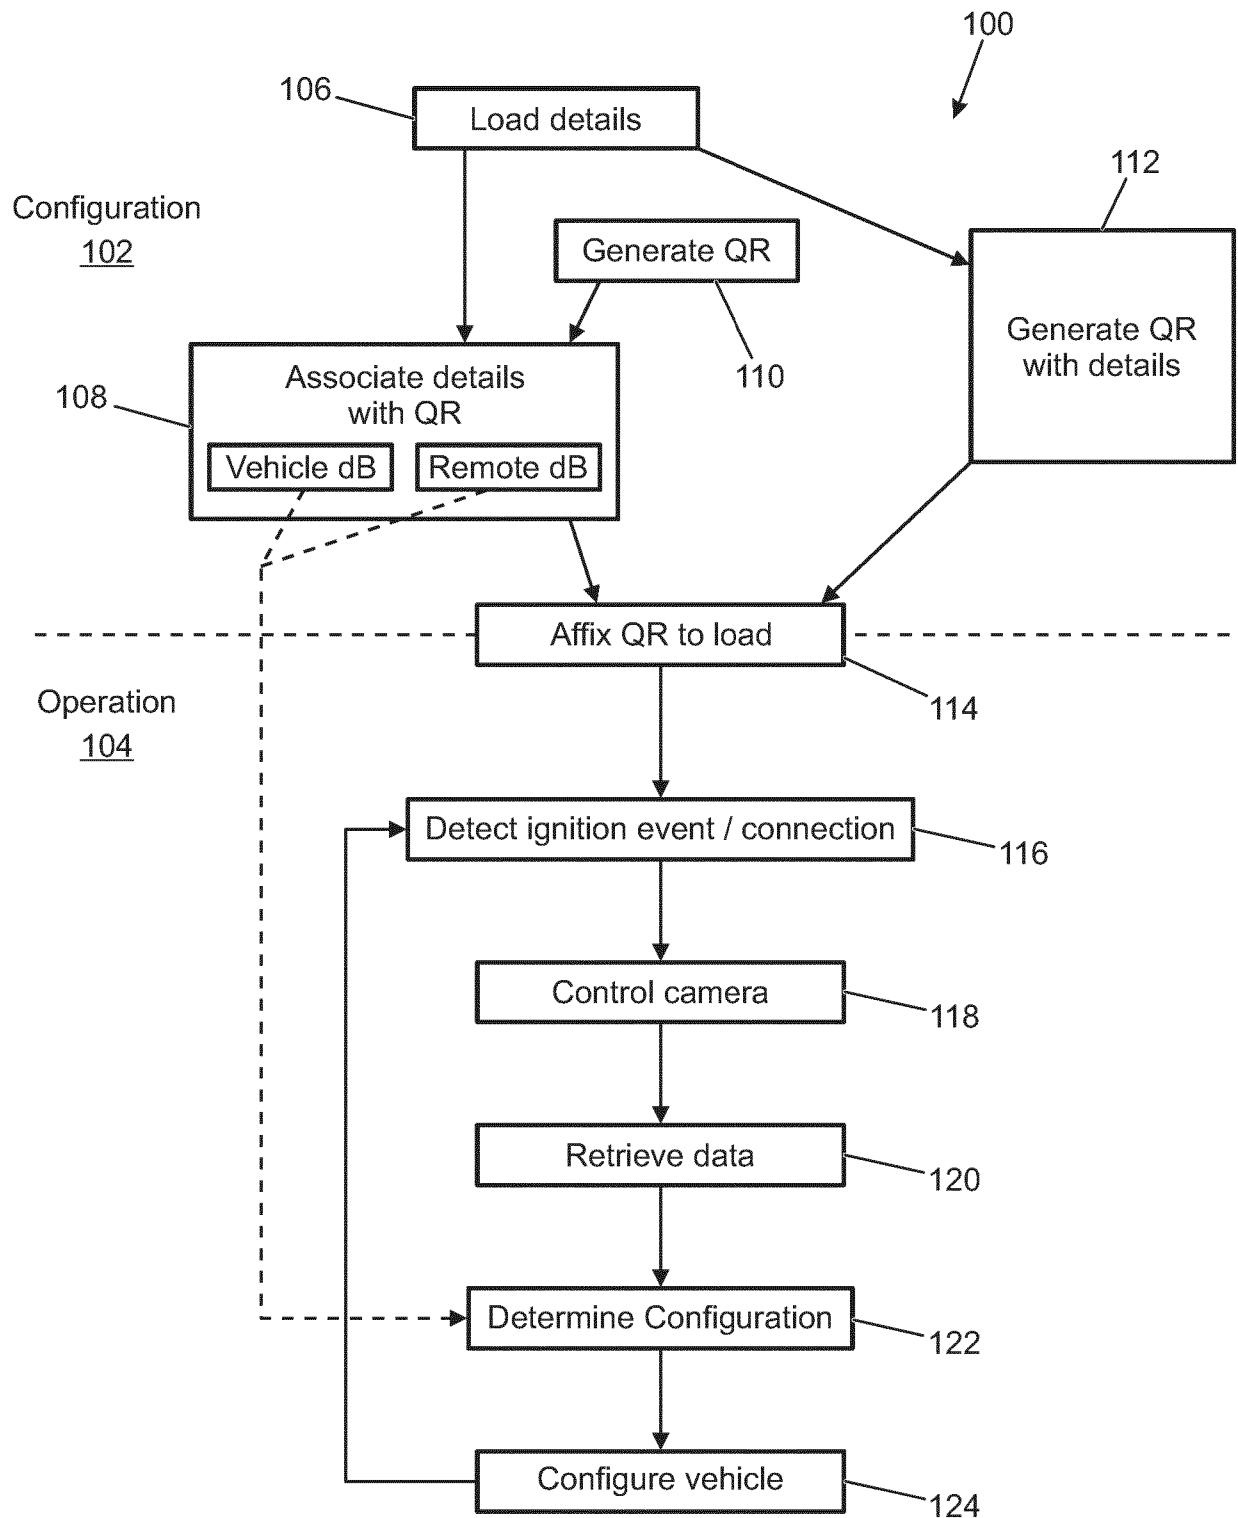 100
106
Load details
112
Configuration
102
Generate QR
Generate QR
with details
110
Associate details
with QR
108
Vehicle dB
Remote dB
Affix QR to load
114
Operation
104
Detect ignition event / connection
116
Control camera
118
Retrieve data
120
Determine Configuration
122
Configure vehicle
124